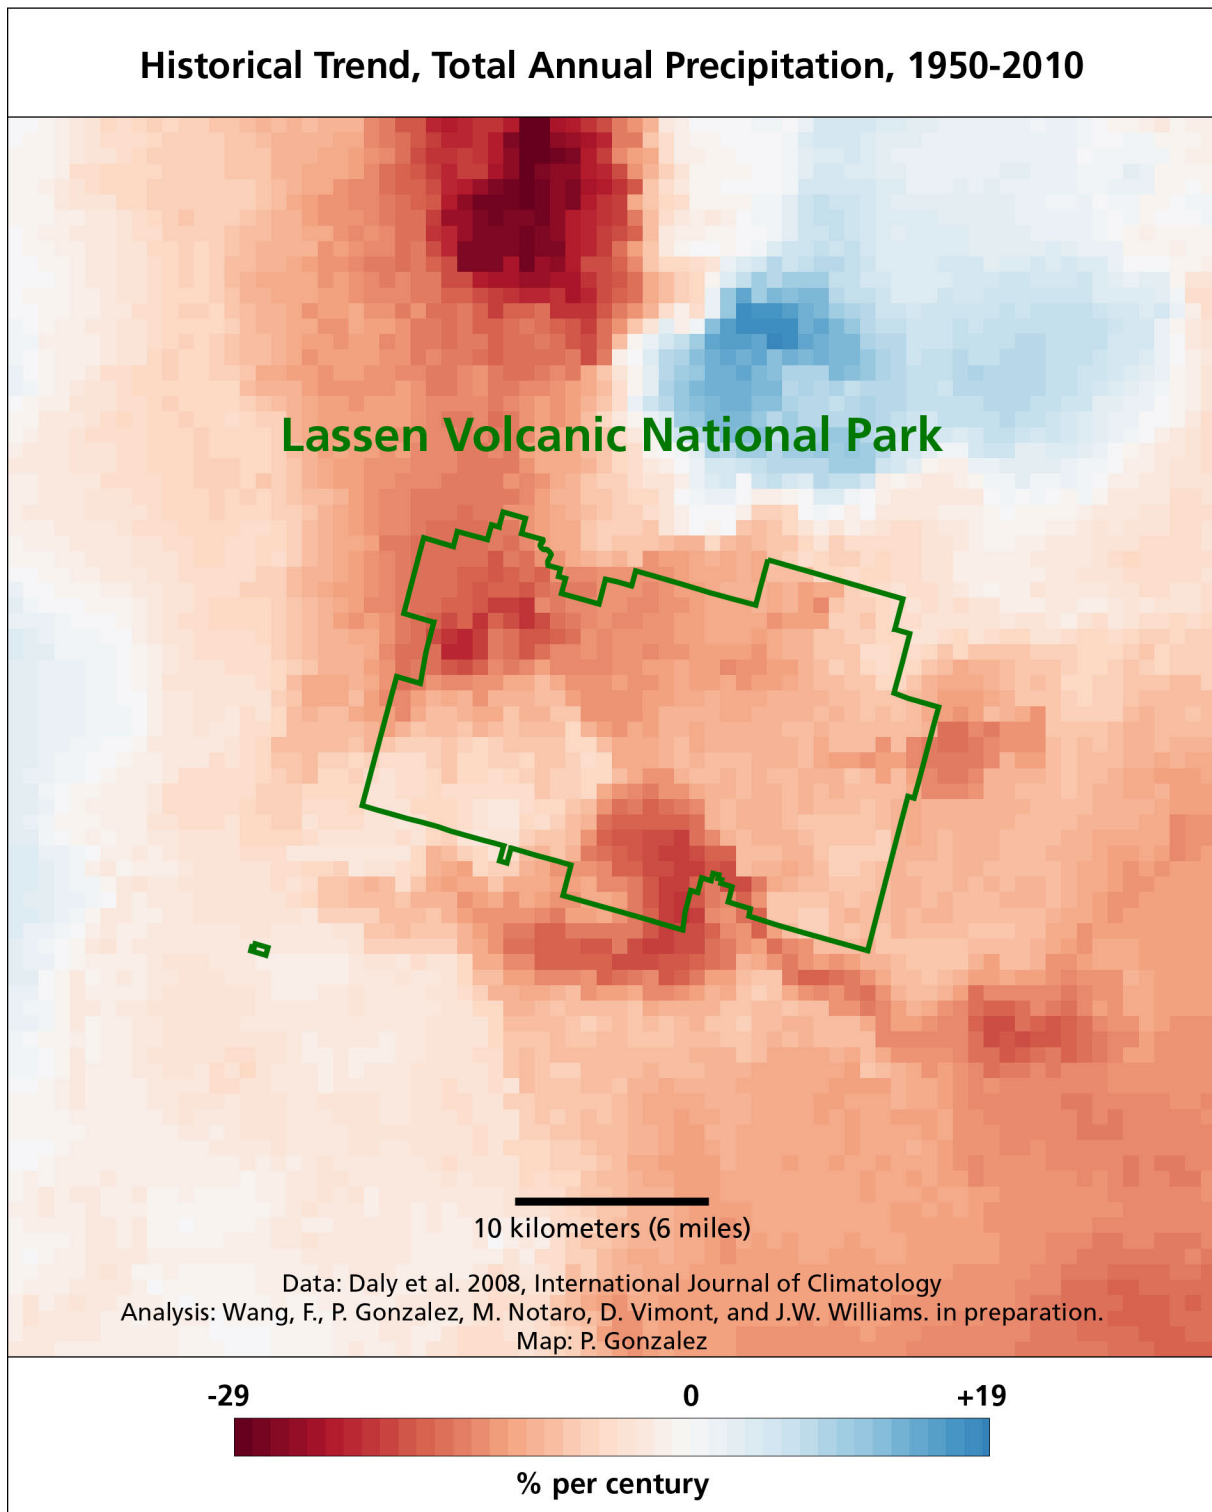 Historical Trend, Total Annual Precipitation, 1950-2010
Lassen Volcanic National Park
10 kilometers (6 miles)
Data: Daly et al. 2008, International Journal of Climatology
Analysis: Wang, F., P. Gonzalez, M. Notaro, D. Vimont, and J.W. Williams. in preparation.
Map: P. Gonzalez
-29 0 +19
% per century